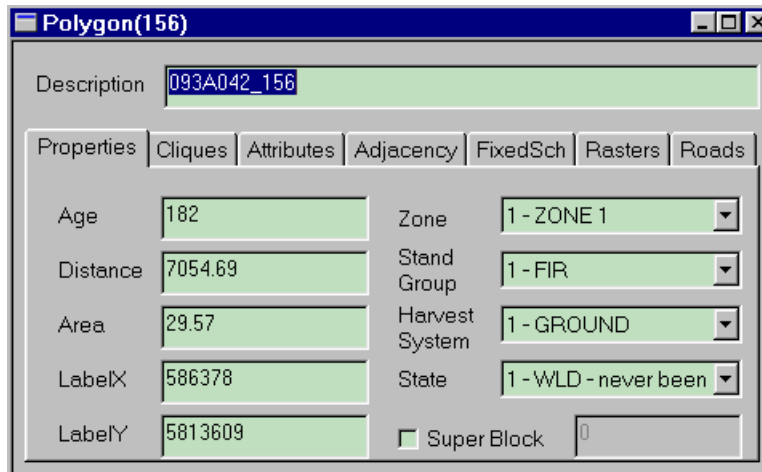 Polygon(156)
Description 093A042_156
Properties Cliques Attributes Adjacency FixedSch Rasters Roads
Age 182 Zone 1 - ZONE 1
Distance 7054.69 Stand Group 1 - FIR
Area 29.57 Harvest System 1 - GROUND
LabelX 586378 State 1 - WLD - never been
LabelY 5813609 Super Block 0